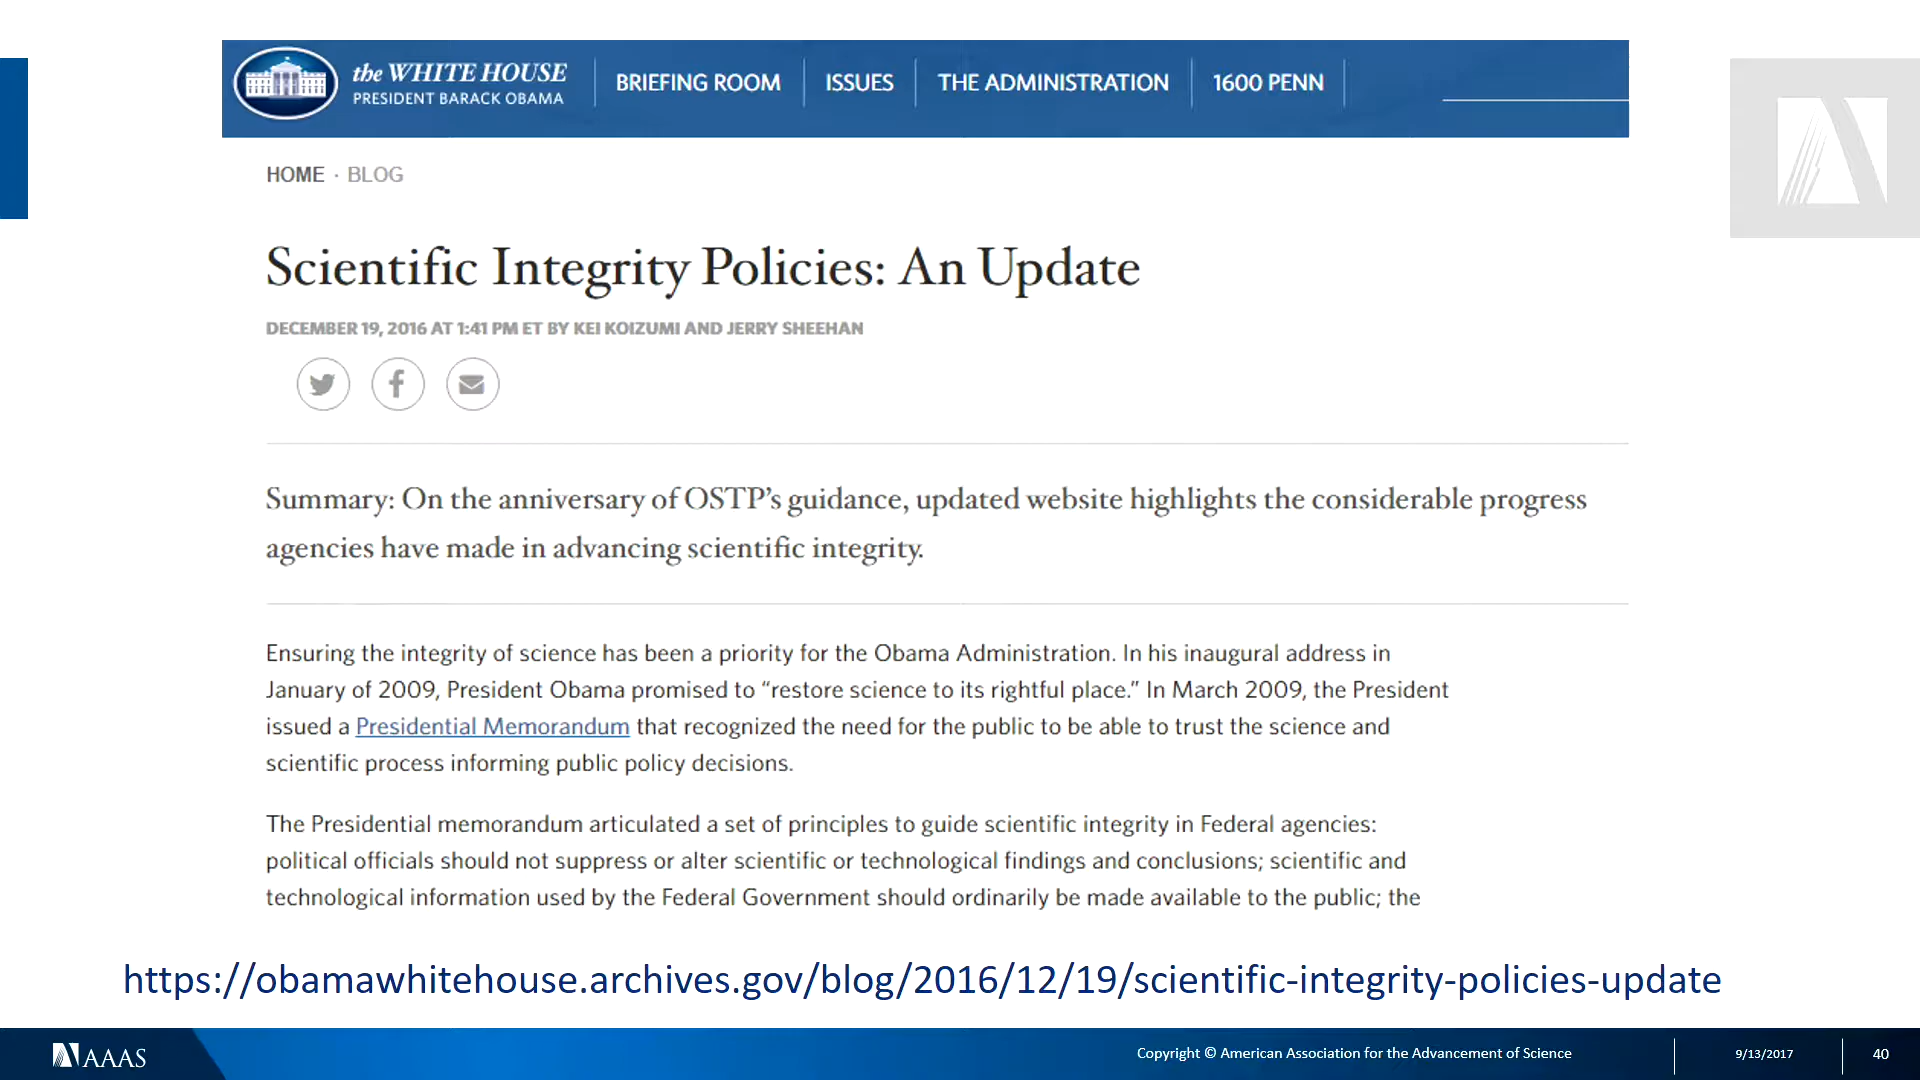 the WHITE HOUSE
PRESIDENT BARACK OBAMA
BRIEFING ROOM
ISSUES
THE ADMINISTRATION
1600 PENN
HOME · BLOG
Scientific Integrity Policies: An Update
DECEMBER 19, 2016 AT 1:41 PM ET BY KEI KOIZUMI AND JERRY SHEEHAN
Summary: On the anniversary of OSTP’s guidance, updated website highlights the considerable progress
agencies have made in advancing scientific integrity.
Ensuring the integrity of science has been a priority for the Obama Administration. In his inaugural address in
January of 2009, President Obama promised to “restore science to its rightful place.” In March 2009, the President
issued a Presidential Memorandum that recognized the need for the public to be able to trust the science and
scientific process informing public policy decisions.
The Presidential memorandum articulated a set of principles to guide scientific integrity in Federal agencies:
political officials should not suppress or alter scientific or technological findings and conclusions; scientific and
technological information used by the Federal Government should ordinarily be made available to the public; the
https://obamawhitehouse.archives.gov/blog/2016/12/19/scientific-integrity-policies-update
AAAS
Copyright © American Association for the Advancement of Science
9/13/2017
40